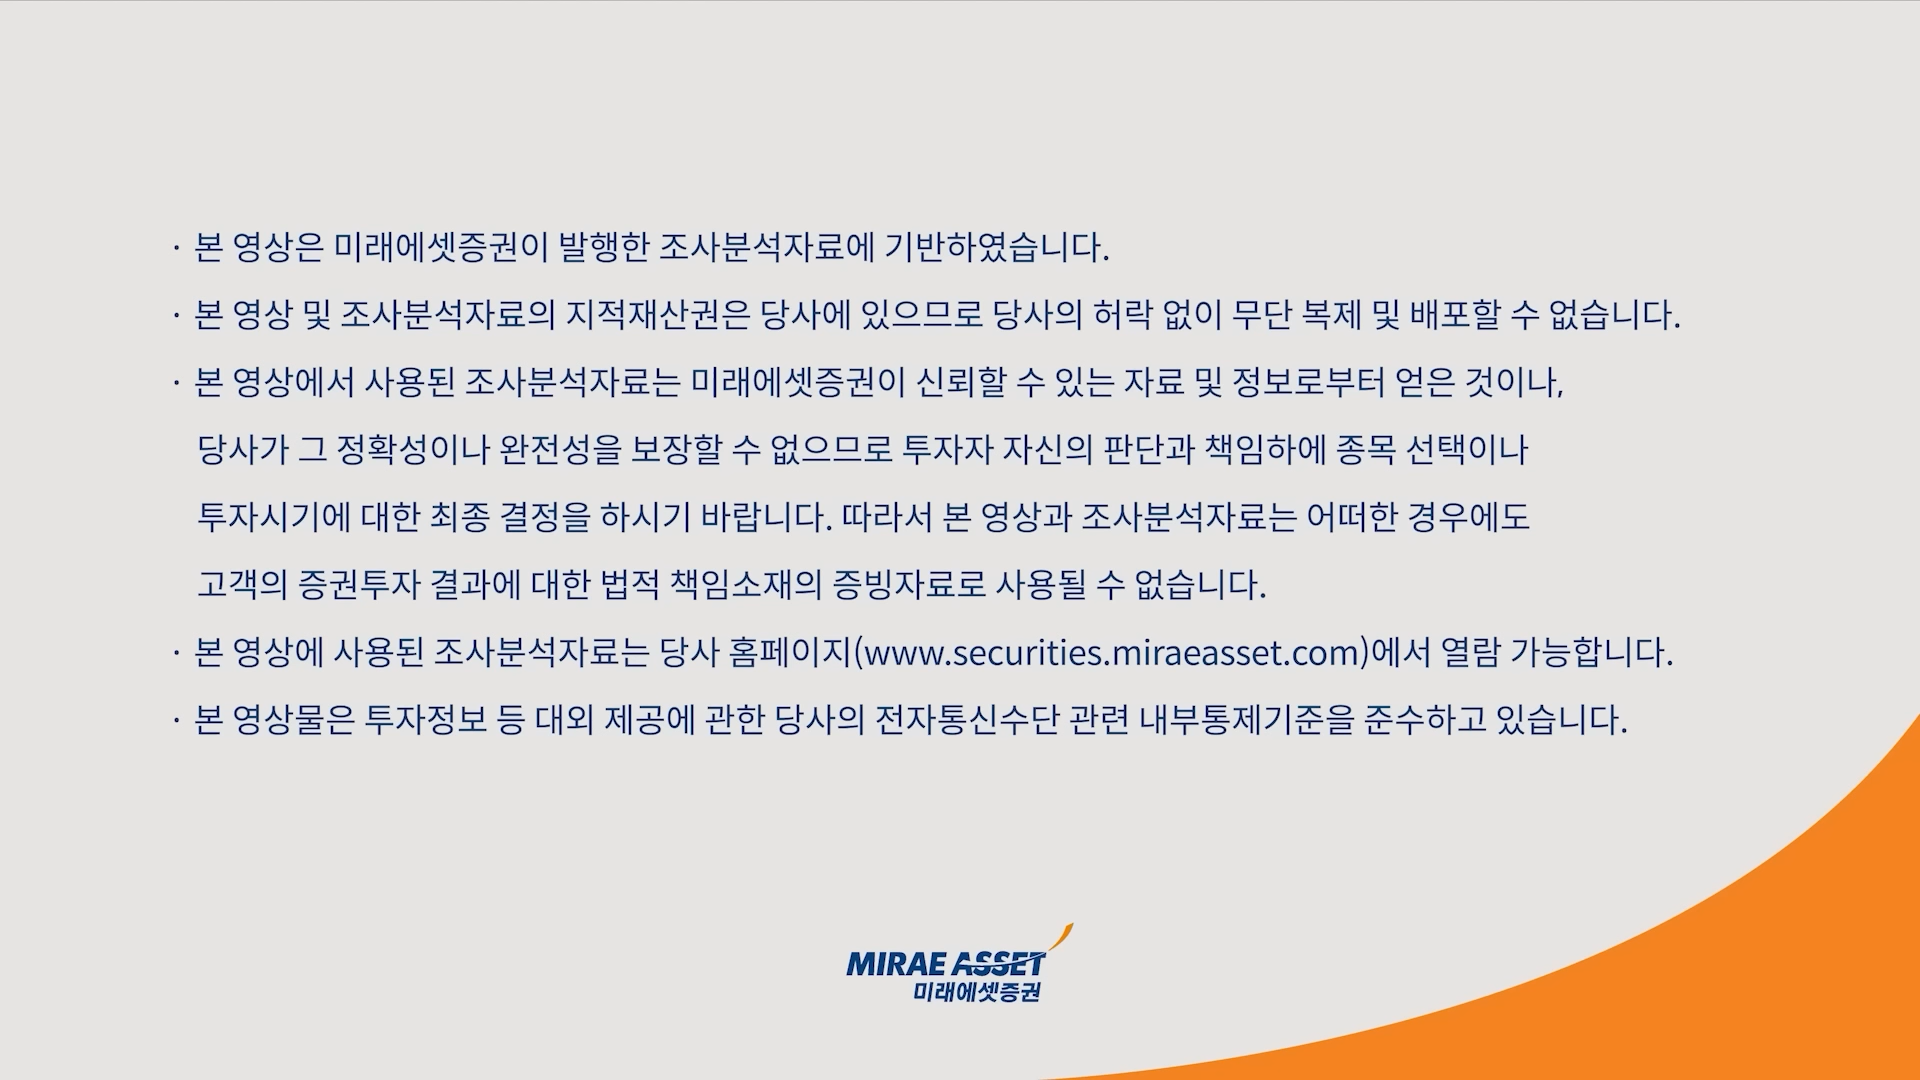 · 본 영상은 미래에셋증권이 발행한 조사분석자료에 기반하였습니다.
· 본 영상 및 조사분석자료의 지적재산권은 당사에 있으므로 당사의 허락 없이 무단 복제 및 배포할 수 없습니다.
· 본 영상에서 사용된 조사분석자료는 미래에셋증권이 신뢰할 수 있는 자료 및 정보로부터 얻은 것이나,
당사가 그 정확성이나 완전성을 보장할 수 없으므로 투자자 자신의 판단과 책임하에 종목 선택이나
투자시기에 대한 최종 결정을 하시기 바랍니다. 따라서 본 영상과 조사분석자료는 어떠한 경우에도
고객의 증권투자 결과에 대한 법적 책임소재의 증빙자료로 사용될 수 없습니다.
· 본 영상에 사용된 조사분석자료는 당사 홈페이지(www.securities.miraeasset.com)에서 열람 가능합니다.
· 본 영상물은 투자정보 등 대외 제공에 관한 당사의 전자통신수단 관련 내부통제기준을 준수하고 있습니다.
MIRAE ASSET
미래에셋증권